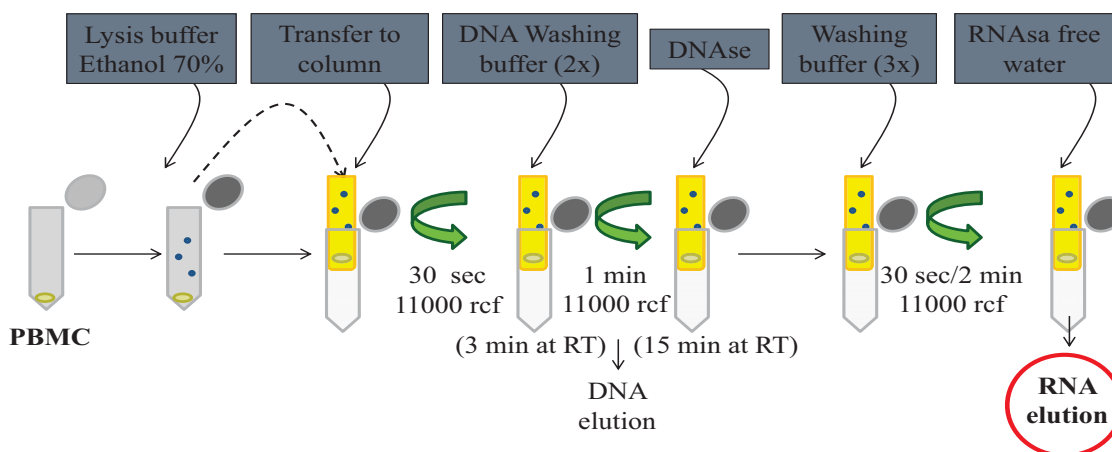 Lysis buffer
Ethanol 70%
Transfer to
column
DNA Washing
buffer (2x)
DNAse
Washing
buffer (3x)
RNAsa free
water
30 sec
11000 rcf
1 min
11000 rcf
30 sec/2 min
11000 rcf
PBMC
(3 min at RT)
(15 min at RT)
DNA
elution
RNA
elution